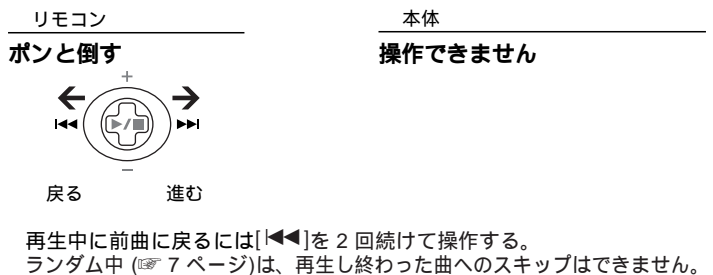 リモコン
本体
ポンと倒す
操作できません
+
← →
⏮ ▶/■ ⏭
−
戻る 進む
再生中に前曲に戻るには[⏮]を 2 回続けて操作する。
ランダム中 (☞ 7 ページ)は、再生し終わった曲へのスキップはできません。